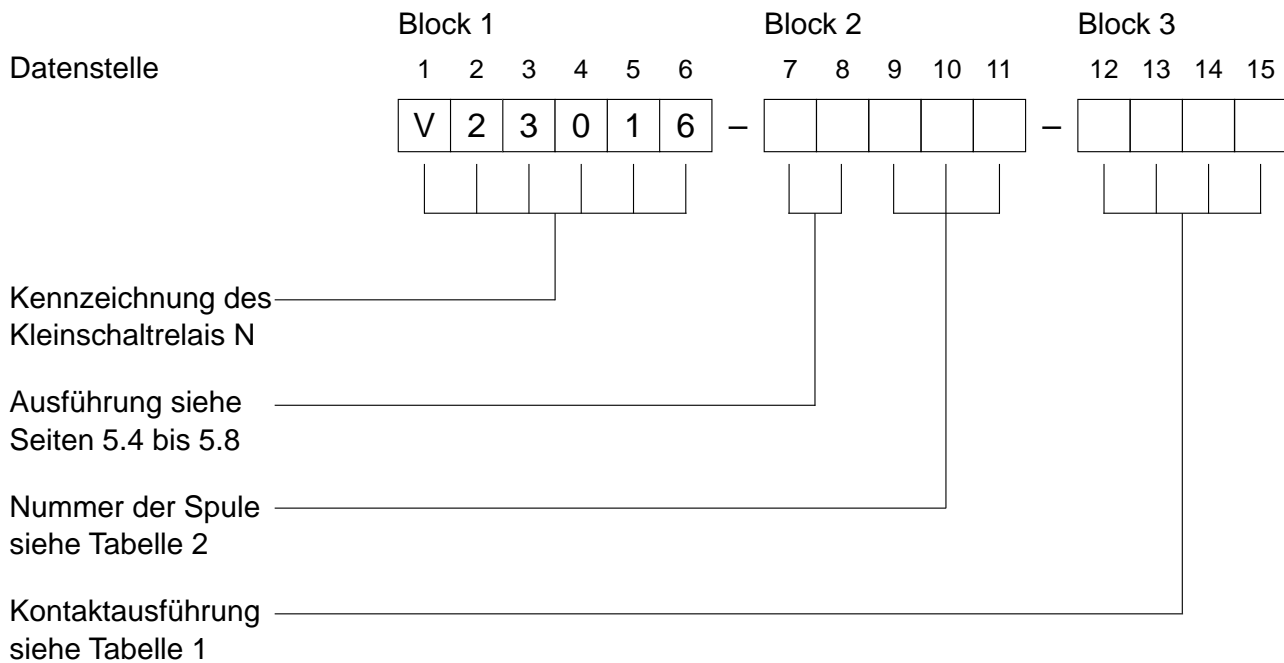 Block 1 Block 2 Block 3
Datenstelle 1 2 3 4 5 6 7 8 9 10 11 12 13 14 15
V 2 3 0 1 6 – –
Kennzeichnung des
Kleinschaltrelais N
Ausführung siehe
Seiten 5.4 bis 5.8
Nummer der Spule
siehe Tabelle 2
Kontaktausführung
siehe Tabelle 1